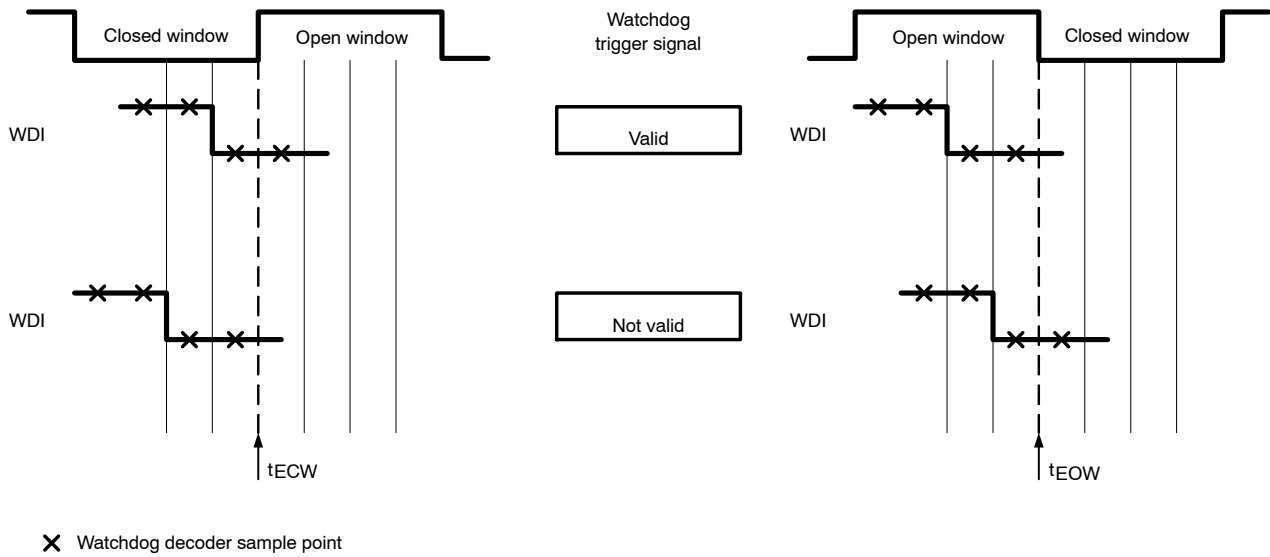 Closed window
Open window
Watchdog
trigger signal
Open window
Closed window
WDI
Valid
WDI
WDI
Not valid
WDI
tECW
tEOW
Watchdog decoder sample point